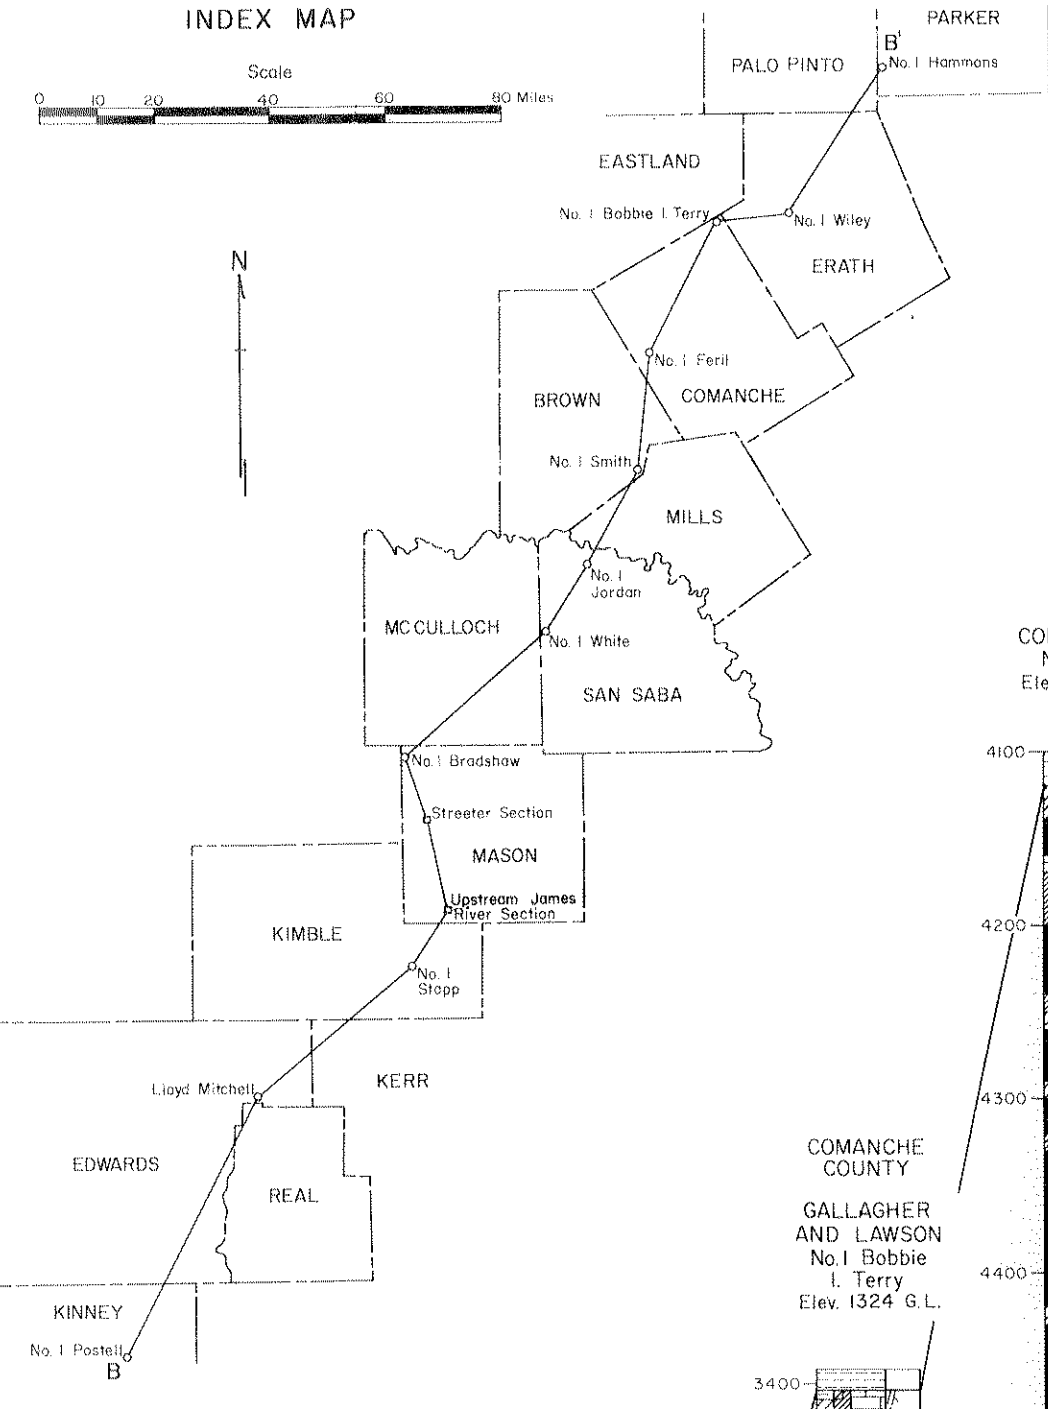 INDEX MAP
PARKER
B'
PALO PINTO
No. 1 Hammons
Scale
0 10 20 40 60 80 Miles
EASTLAND
No. 1 Bobbie I. Terry
No. 1 Wiley
N
ERATH
No. 1 Feril
BROWN
COMANCHE
No. 1 Smith
MILLS
No. 1
Jordan
MC CULLOCH
No. 1 White
SAN SABA
Ele
4100
No. 1 Bradshaw
Streeter Section
MASON
Upstream James
River Section
4200
KIMBLE
No. 1
Stapp
KERR
Lloyd Mitchell
4300
EDWARDS
REAL
COMANCHE
COUNTY
GALLAGHER
AND LAWSON
No. 1 Bobbie
I. Terry
Elev. 1324 G.L.
4400
KINNEY
No. 1 Postell
B
3400